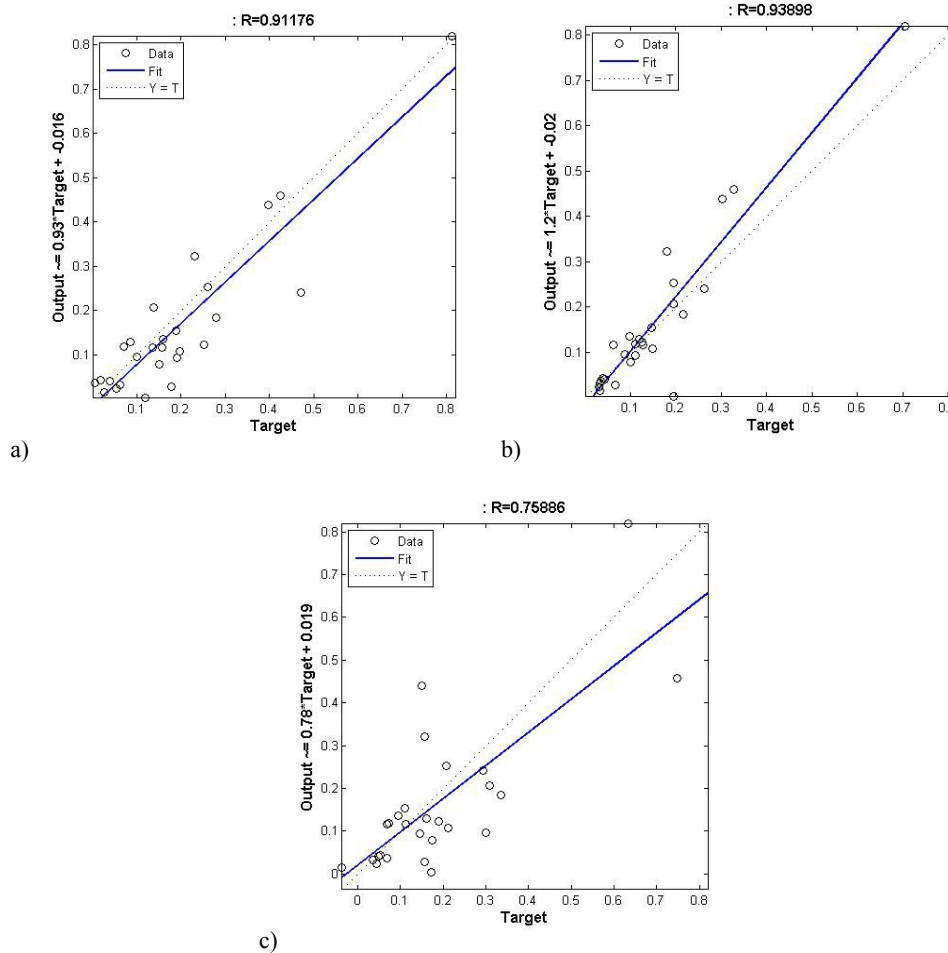 : R=0.91176
Output ~= 0.93*Target + -0.016
0.8
0.7
0.6
0.5
0.4
0.3
0.2
0.1
Data
Fit
Y = T
0.1 0.2 0.3 0.4 0.5 0.6 0.7 0.8
Target
a)
: R=0.93898
Output ~= 1.2*Target + -0.02
0.8
0.7
0.6
0.5
0.4
0.3
0.2
0.1
Data
Fit
Y = T
0.1 0.2 0.3 0.4 0.5 0.6 0.7 0.8
Target
b)
: R=0.75886
Output ~= 0.78*Target + 0.019
0.8
0.7
0.6
0.5
0.4
0.3
0.2
0.1
0
Data
Fit
Y = T
0 0.1 0.2 0.3 0.4 0.5 0.6 0.7 0.8
Target
c)